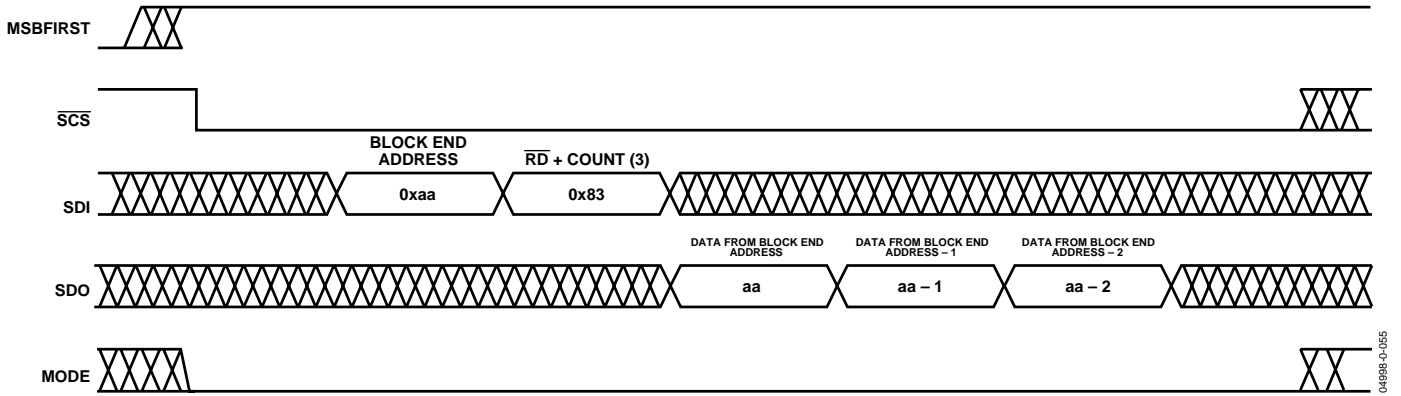 MSBFIRST
SCS
BLOCK END
ADDRESS
RD + COUNT (3)
SDI
0xaa
0x83
DATA FROM BLOCK END
ADDRESS
DATA FROM BLOCK END
ADDRESS – 1
DATA FROM BLOCK END
ADDRESS – 2
SDO
aa
aa – 1
aa – 2
MODE
04998-0-055